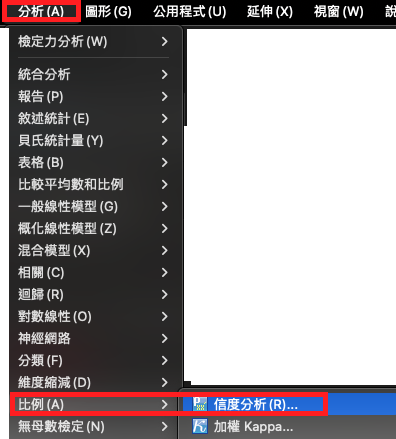 分析(A) 圖形(G) 公用程式(U) 延伸(X) 視窗(W)
檢定力分析(W)
統合分析
報告(P)
敘述統計(E)
貝氏統計量(Y)
表格(B)
比較平均數和比例
一般線性模型(G)
概化線性模型(Z)
混合模型(X)
相關(C)
迴歸(R)
對數線性(O)
神經網路
分類(F)
維度縮減(D)
比例(A) 信度分析(R)...
無母數檢定(N) 加權 Kappa...